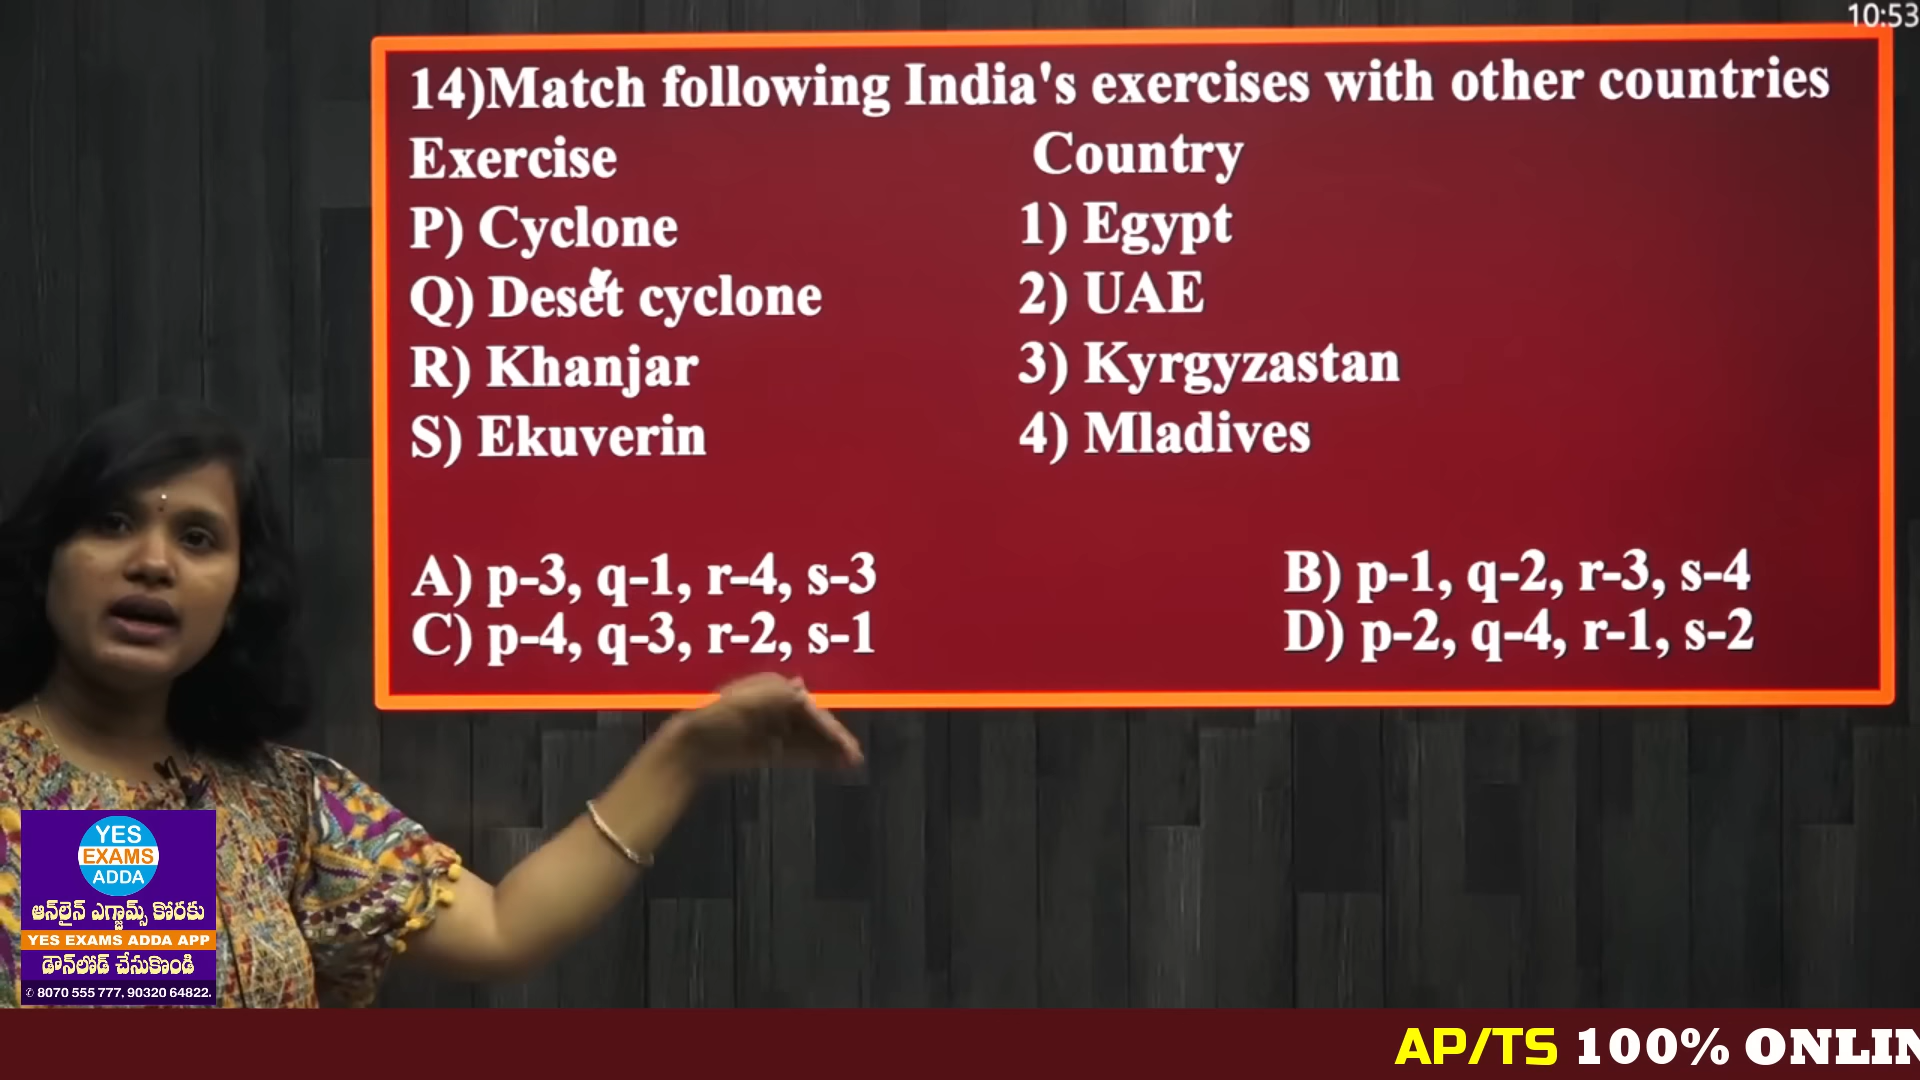 10:53
14)Match following India's exercises with other countries
Exercise Country
P) Cyclone 1) Egypt
Q) Deset cyclone 2) UAE
R) Khanjar 3) Kyrgyzastan
S) Ekuverin 4) Mladives
A) p-3, q-1, r-4, s-3 B) p-1, q-2, r-3, s-4
C) p-4, q-3, r-2, s-1 D) p-2, q-4, r-1, s-2
YES
EXAMS
ADDA
ఆన్‌లైన్ ఎగ్జామ్స్ కొరకు
YES EXAMS ADDA APP
డౌన్‌లోడ్ చేసుకొండి
✆ 8070 555 777, 90320 64822.
AP/TS 100% ONLIN